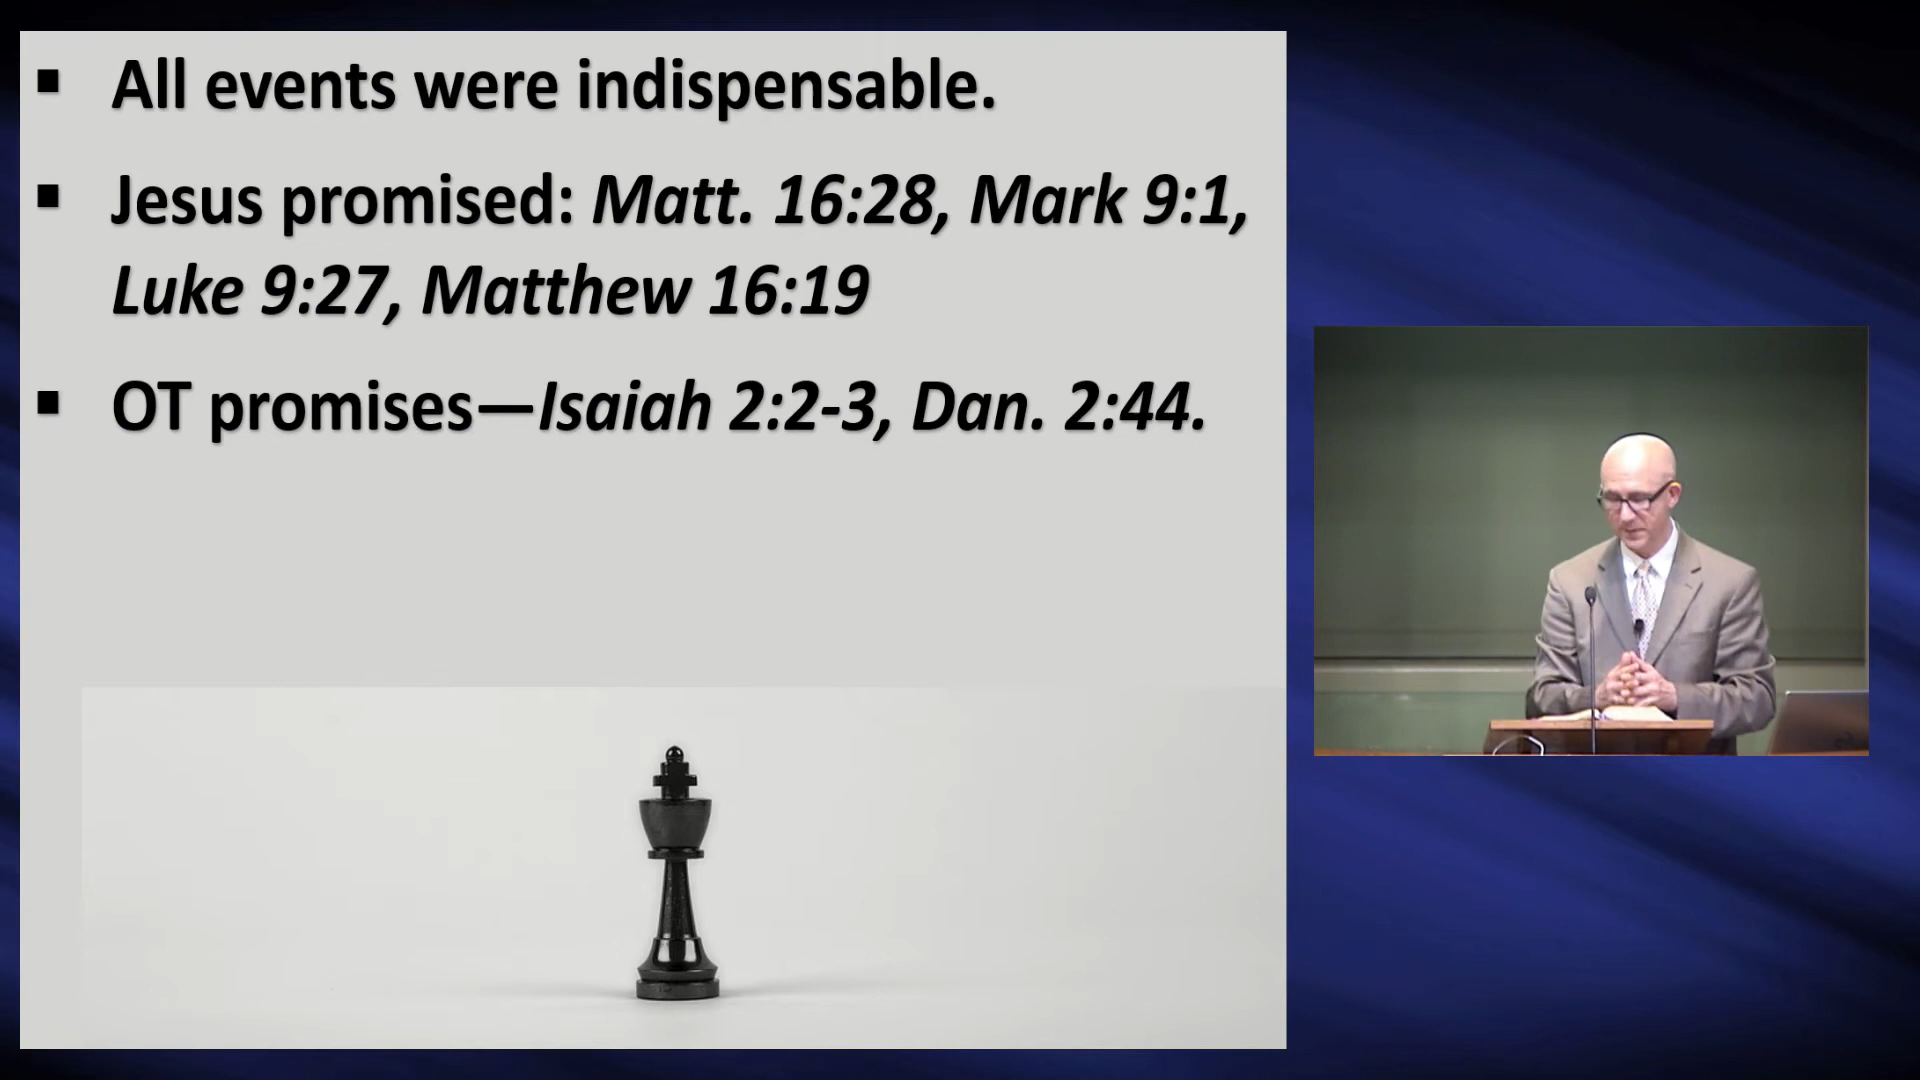 ▪ All events were indispensable.
▪ Jesus promised: Matt. 16:28, Mark 9:1,
Luke 9:27, Matthew 16:19
▪ OT promises—Isaiah 2:2-3, Dan. 2:44.